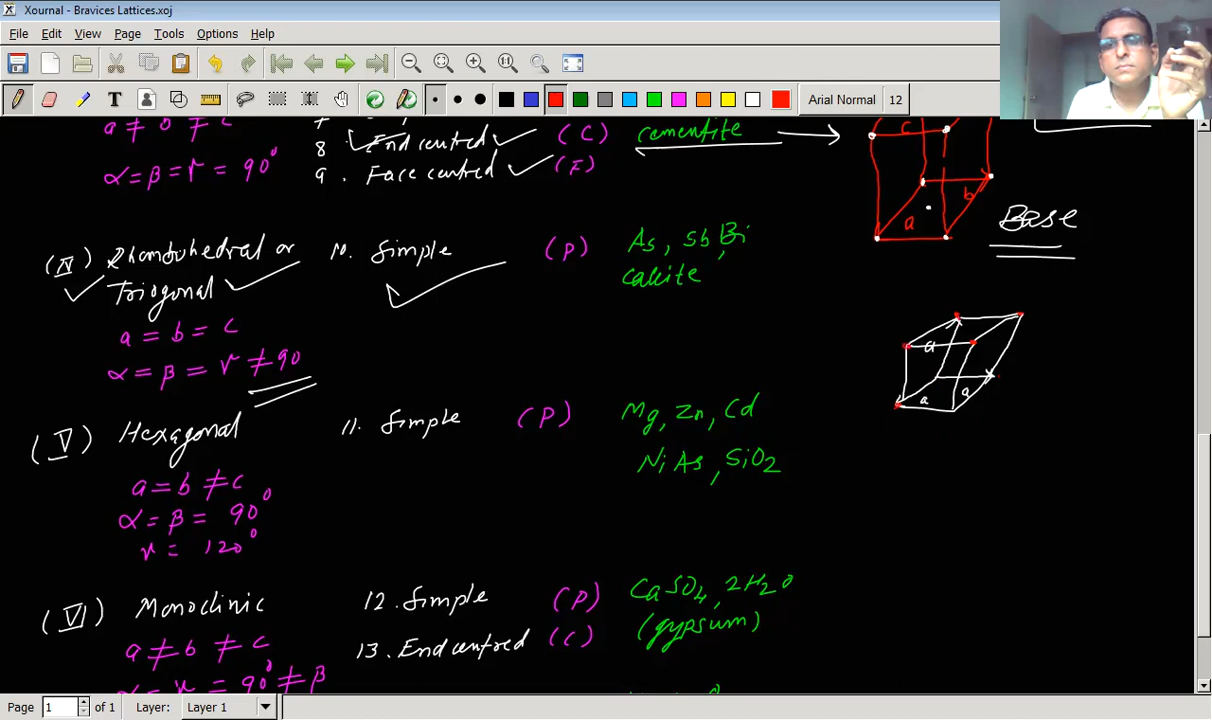 Xournal - Bravices Lattices.xoj
File Edit View Page Tools Options Help
Arial Normal 12
a ≠ b ≠ c
α = β = γ = 90°
8 . End centred (C) cementite
9 . Face centred (F)
c
a
b
Base
(IV) Rhombohedral or
Triogonal
10. Simple (P) As, Sb, Bi
calcite
a = b = c
α = β = γ ≠ 90
a
a
a
(V) Hexagonal 11. Simple (P) Mg, Zn, Cd
NiAs, SiO2
a = b ≠ c
α = β = 90°
γ = 120°
(VI) Monoclinic 12. Simple (P) CaSO4, 2H2O
(gypsum)
13. End centred (C)
a ≠ b ≠ c
α = γ = 90° ≠ β
Page 1 of 1 Layer: Layer 1